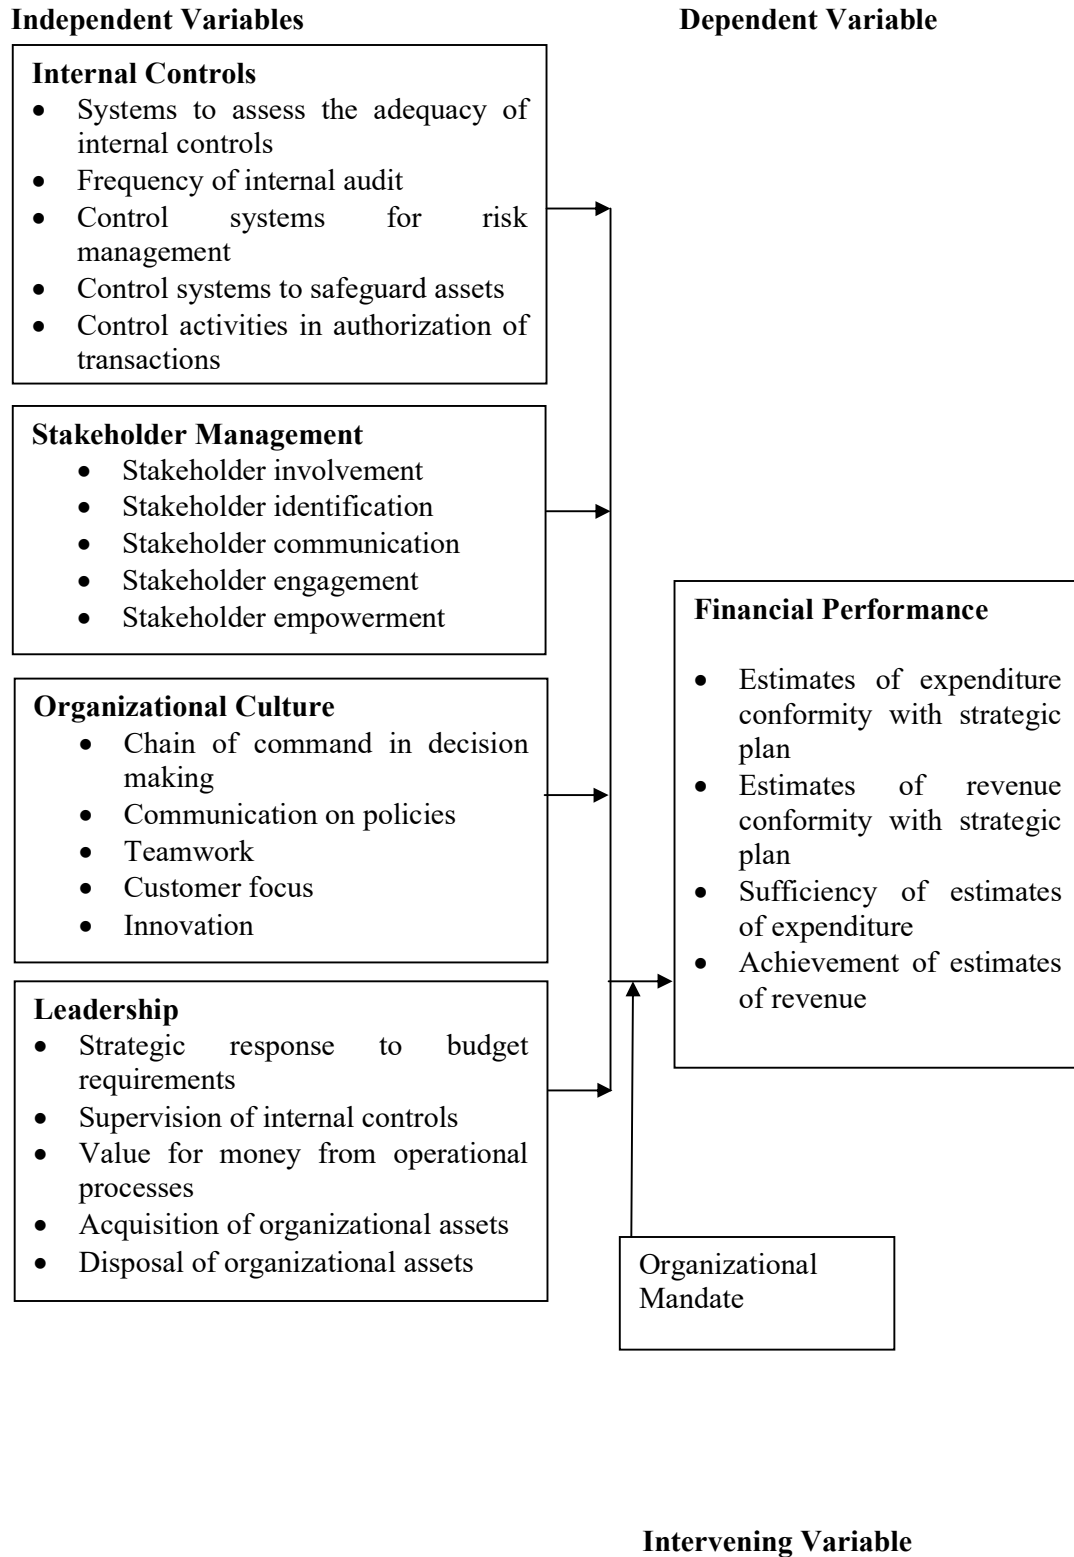 Independent Variables
Dependent Variable
Internal Controls
• Systems to assess the adequacy of
internal controls
• Frequency of internal audit
• Control systems for risk
management
• Control systems to safeguard assets
• Control activities in authorization of
transactions
Stakeholder Management
• Stakeholder involvement
• Stakeholder identification
• Stakeholder communication
• Stakeholder engagement
• Stakeholder empowerment
Organizational Culture
• Chain of command in decision
making
• Communication on policies
• Teamwork
• Customer focus
• Innovation
Leadership
• Strategic response to budget
requirements
• Supervision of internal controls
• Value for money from operational
processes
• Acquisition of organizational assets
• Disposal of organizational assets
Financial Performance
• Estimates of expenditure
conformity with strategic
plan
• Estimates of revenue
conformity with strategic
plan
• Sufficiency of estimates
of expenditure
• Achievement of estimates
of revenue
Organizational
Mandate
Intervening Variable